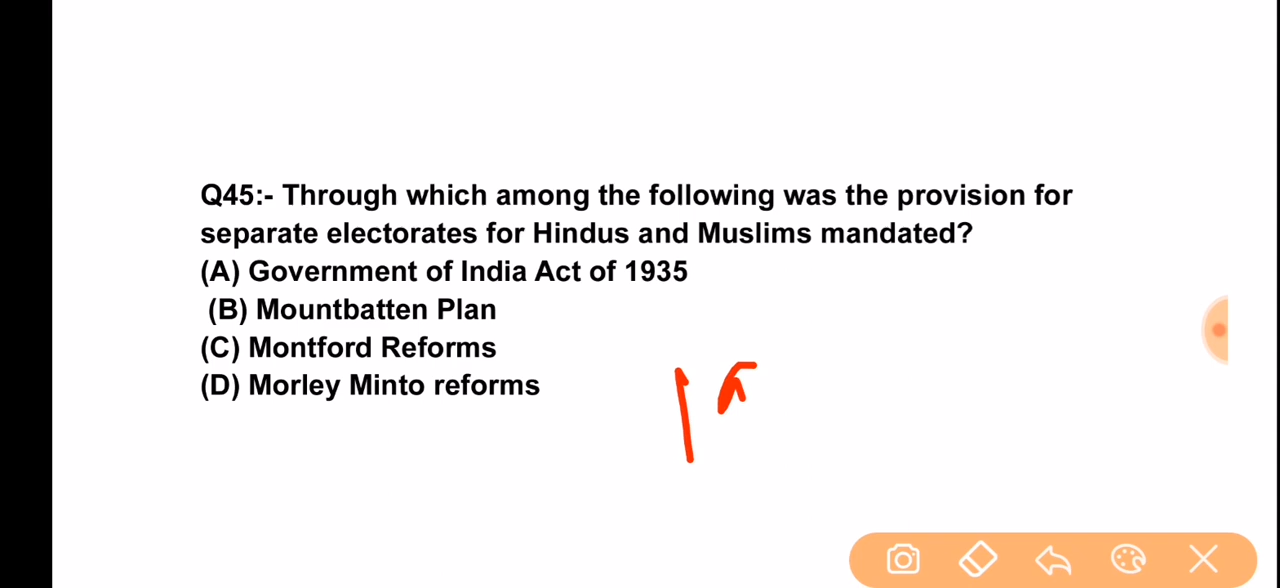 Q45:- Through which among the following was the provision for
separate electorates for Hindus and Muslims mandated?
(A) Government of India Act of 1935
(B) Mountbatten Plan
(C) Montford Reforms
(D) Morley Minto reforms